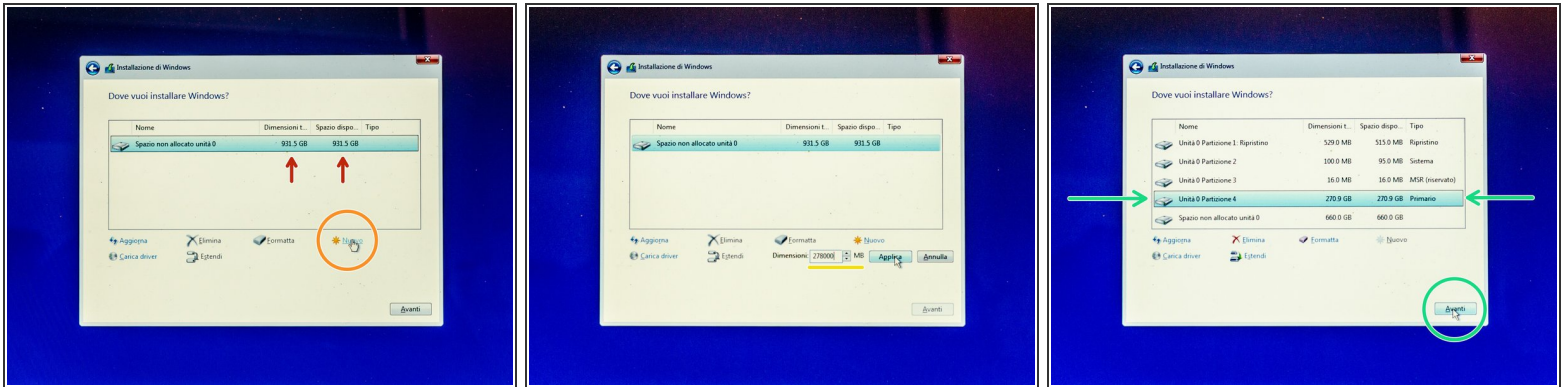 Installazione di Windows
Dove vuoi installare Windows?
Nome Dimensioni t... Spazio dispo... Tipo
Spazio non allocato unità 0 931.5 GB 931.5 GB
Aggiorna Elimina Formatta Nuovo
Carica driver Estendi
Avanti
Installazione di Windows
Dove vuoi installare Windows?
Nome Dimensioni t... Spazio dispo... Tipo
Spazio non allocato unità 0 931.5 GB 931.5 GB
Aggiorna Elimina Formatta Nuovo
Carica driver Estendi Dimensioni: 278000 MB Applica Annulla
Avanti
Installazione di Windows
Dove vuoi installare Windows?
Nome Dimensioni t... Spazio dispo... Tipo
Unità 0 Partizione 1: Ripristino 529.0 MB 515.0 MB Ripristino
Unità 0 Partizione 2 100.0 MB 95.0 MB Sistema
Unità 0 Partizione 3 16.0 MB 16.0 MB MSR (riservato)
Unità 0 Partizione 4 270.9 GB 270.9 GB Primario
Spazio non allocato unità 0 660.0 GB 660.0 GB
Aggiorna Elimina Formatta Nuovo
Carica driver Estendi
Avanti